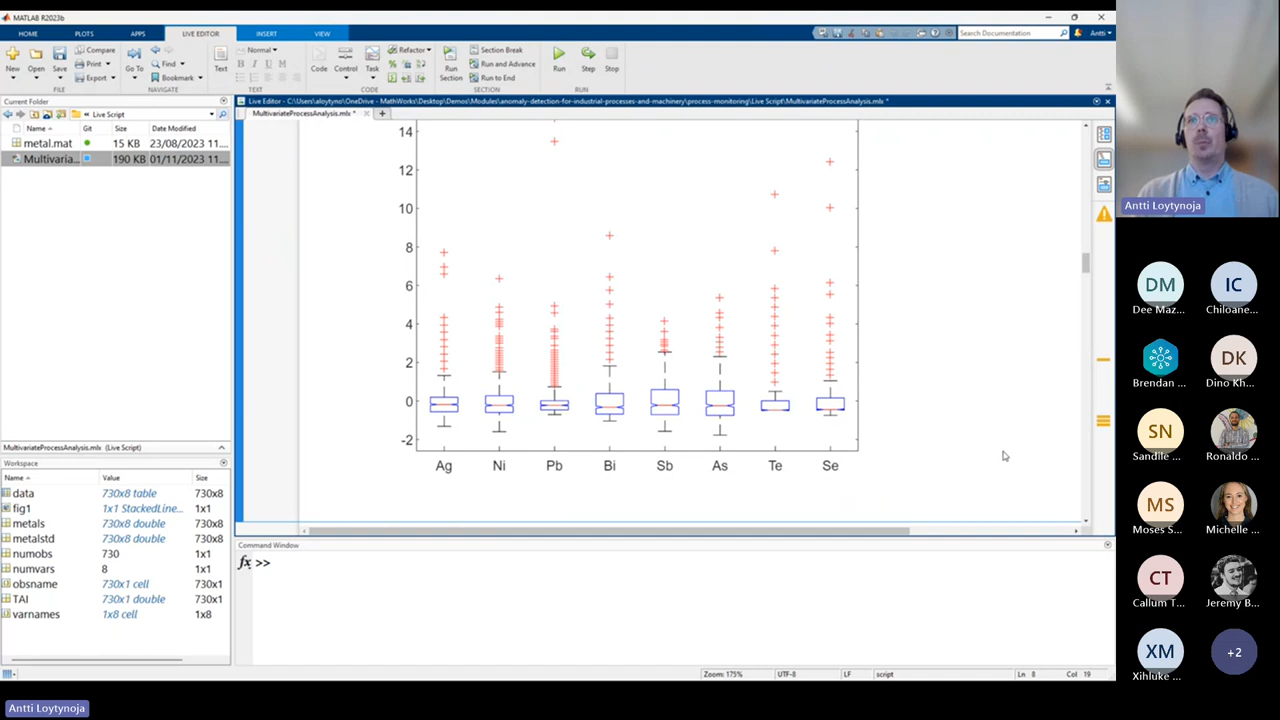 MATLAB R2023b
HOME PLOTS APPS LIVE EDITOR INSERT VIEW
Search Documentation Antti
New Open Save Compare Print Export Go To Find Bookmark Text Normal B I U M Code Control Task Refactor Run Section Section Break Run and Advance Run to End Run Step Stop
FILE NAVIGATE TEXT CODE SECTION RUN
Current Folder
Live Script
Name Git Size Date Modified
metal.mat 15 KB 23/08/2023 11....
Multivaria... 190 KB 01/11/2023 11....
MultivariateProcessAnalysis.mlx (Live Script)
Workspace
Name Value Size
data 730x8 table 730x8
fig1 1x1 StackedLine... 1x1
metals 730x8 double 730x8
metalstd 730x8 double 730x8
numobs 730 1x1
numvars 8 1x1
obsname 730x1 cell 730x1
TAI 730x1 double 730x1
varnames 1x8 cell 1x8
Live Editor - C:\Users\aloytyno\OneDrive - MathWorks\Desktop\Demos\Modules\anomaly-detection-for-industrial-processes-and-machinery\process-monitoring\Live Script\MultivariateProcessAnalysis.mlx *
MultivariateProcessAnalysis.mlx *
14
12
10
8
6
4
2
0
-2
Ag Ni Pb Bi Sb As Te Se
Command Window
fx >>
Zoom: 175% UTF-8 LF script Ln 8 Col 19
Antti Loytynoja
DM IC
Dee Maz... Chiloane...
DK
Brendan ... Dino Kh...
SN
Sandile ... Ronaldo ...
MS
Moses S... Michelle ...
CT
Callum T... Jeremy B...
XM +2
Xihluke ...
Antti Loytynoja